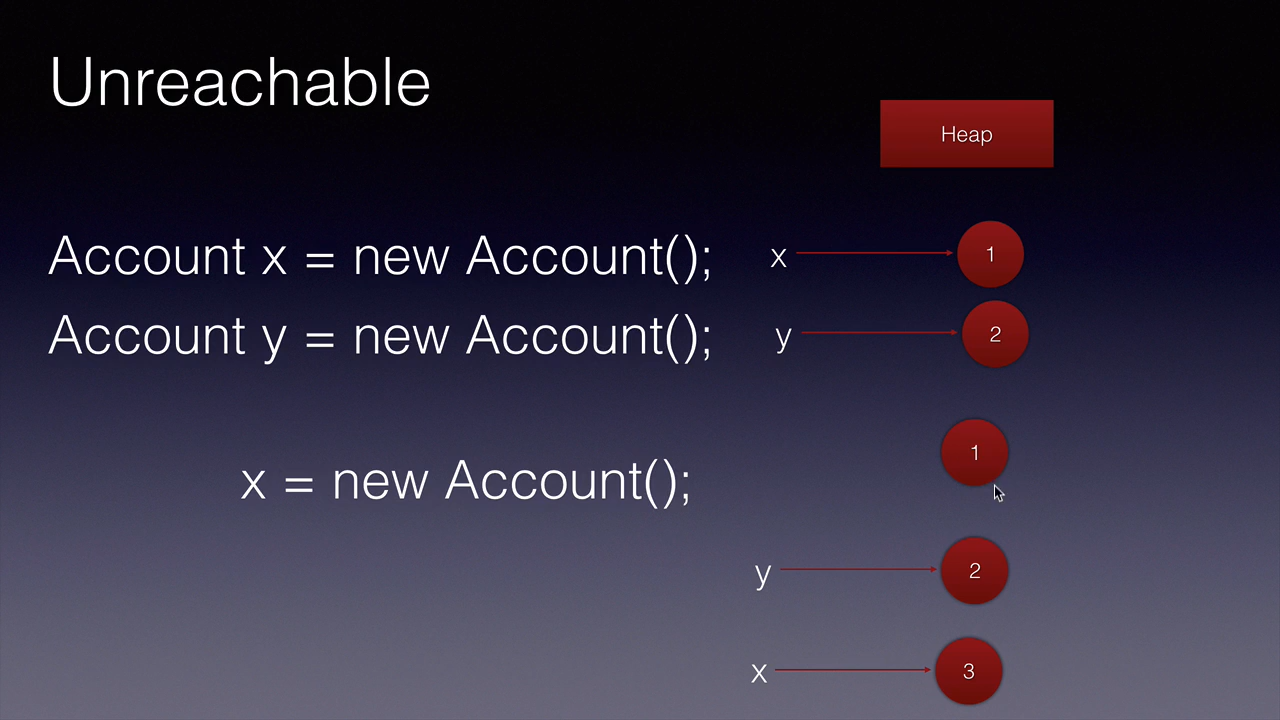 Unreachable
Heap
Account x = new Account();
x
1
Account y = new Account();
y
2
1
x = new Account();
y
2
x
3